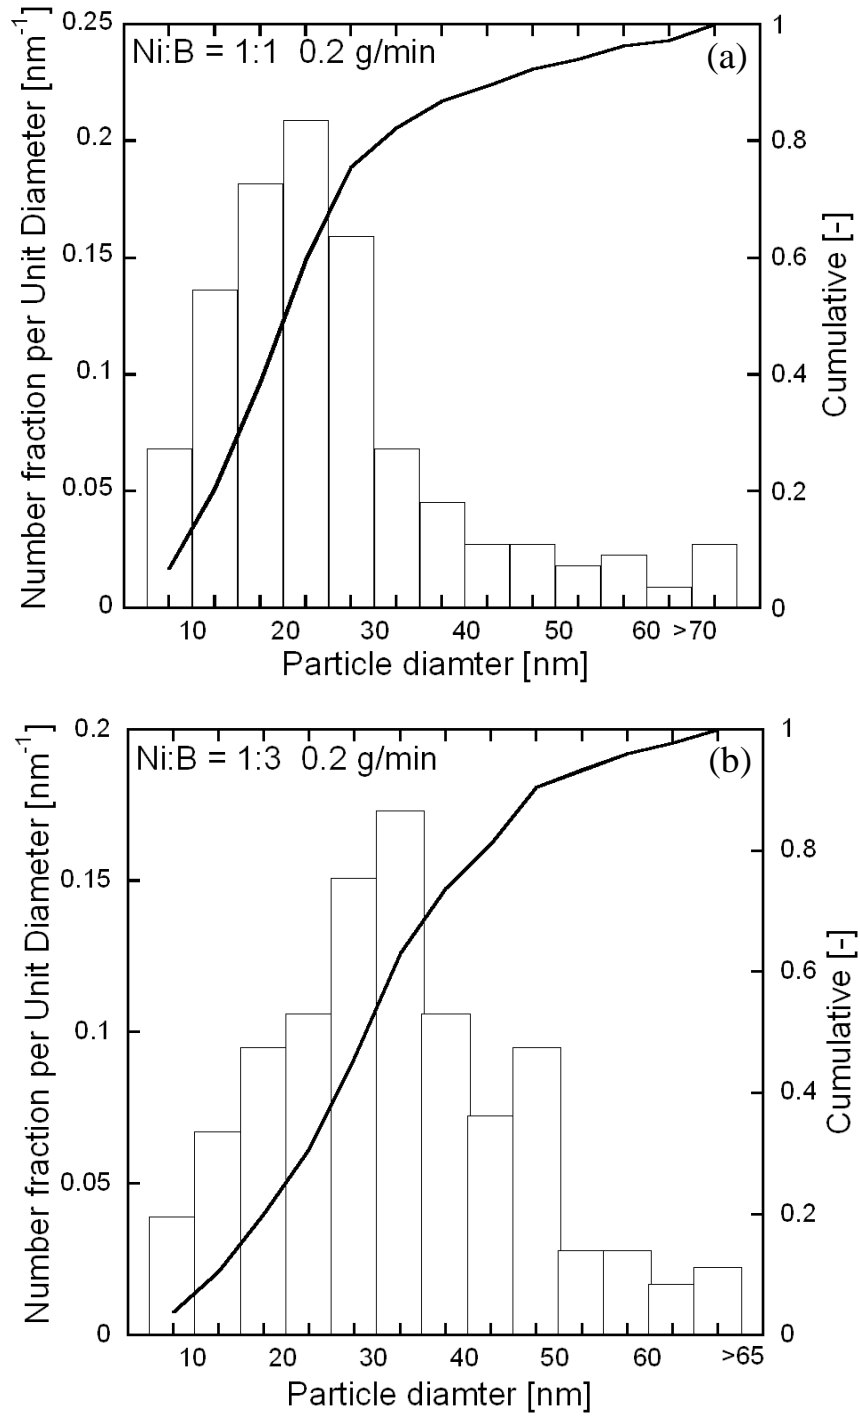 Ni:B = 1:1 0.2 g/min
(a)
Number fraction per Unit Diameter [nm⁻¹]
0.25
0.2
0.15
0.1
0.05
0
1
0.8
0.6
0.4
0.2
0
Cumulative [-]
10 20 30 40 50 60 >70
Particle diamter [nm]
Ni:B = 1:3 0.2 g/min
(b)
Number fraction per Unit Diameter [nm⁻¹]
0.2
0.15
0.1
0.05
0
1
0.8
0.6
0.4
0.2
0
Cumulative [-]
10 20 30 40 50 60 >65
Particle diamter [nm]